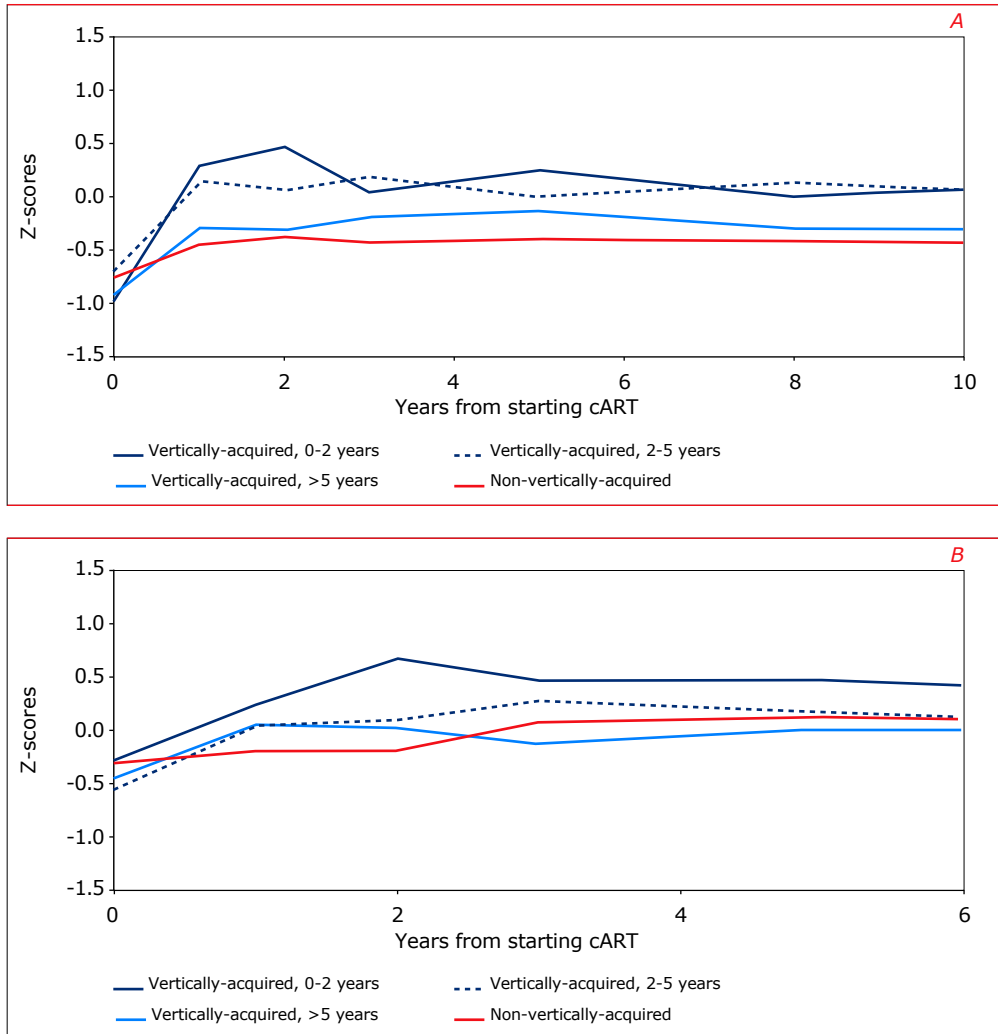 A
1.5
1.0
0.5
0.0
-0.5
-1.0
-1.5
Z-scores
0 2 4 6 8 10
Years from starting cART
Vertically-acquired, 0-2 years Vertically-acquired, 2-5 years
Vertically-acquired, >5 years Non-vertically-acquired
B
1.5
1.0
0.5
0.0
-0.5
-1.0
-1.5
Z-scores
0 2 4 6
Years from starting cART
Vertically-acquired, 0-2 years Vertically-acquired, 2-5 years
Vertically-acquired, >5 years Non-vertically-acquired